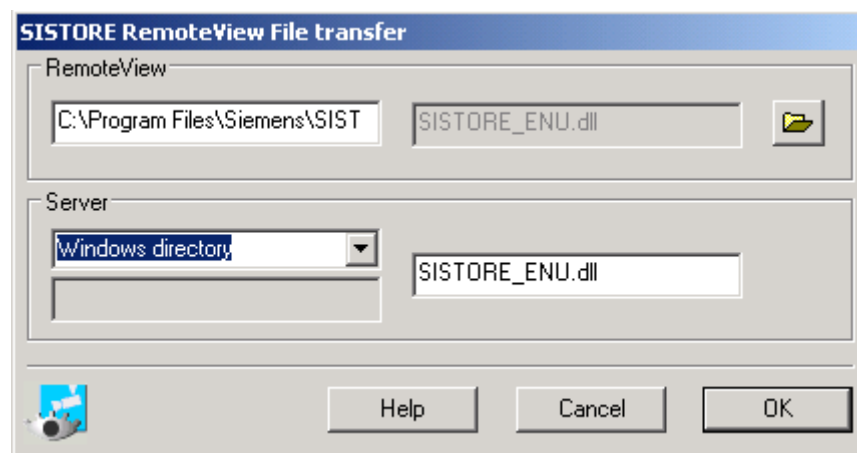 SISTORE RemoteView File transfer
RemoteView
C:\Program Files\Siemens\SIST
SISTORE_ENU.dll
Server
Windows directory
SISTORE_ENU.dll
Help
Cancel
OK